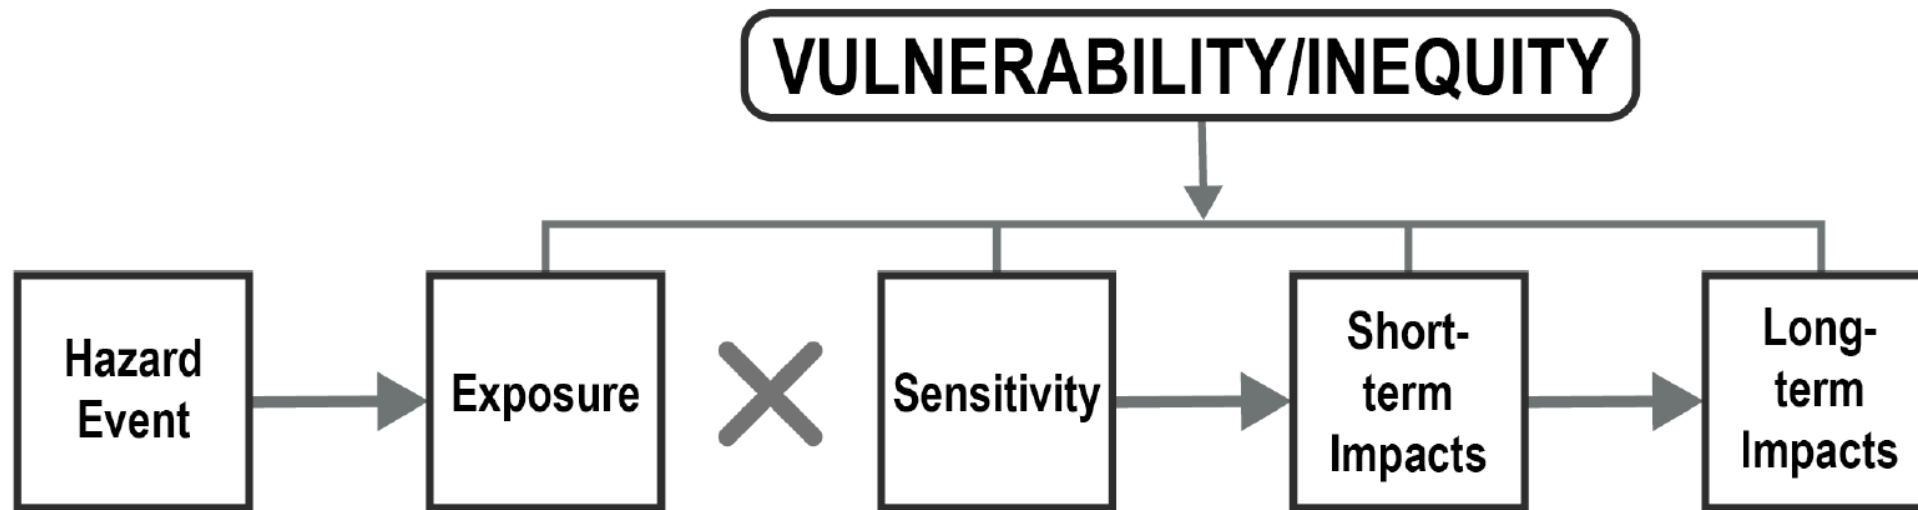 VULNERABILITY/INEQUITY
Hazard
Event
Exposure
Sensitivity
Short-
term
Impacts
Long-
term
Impacts